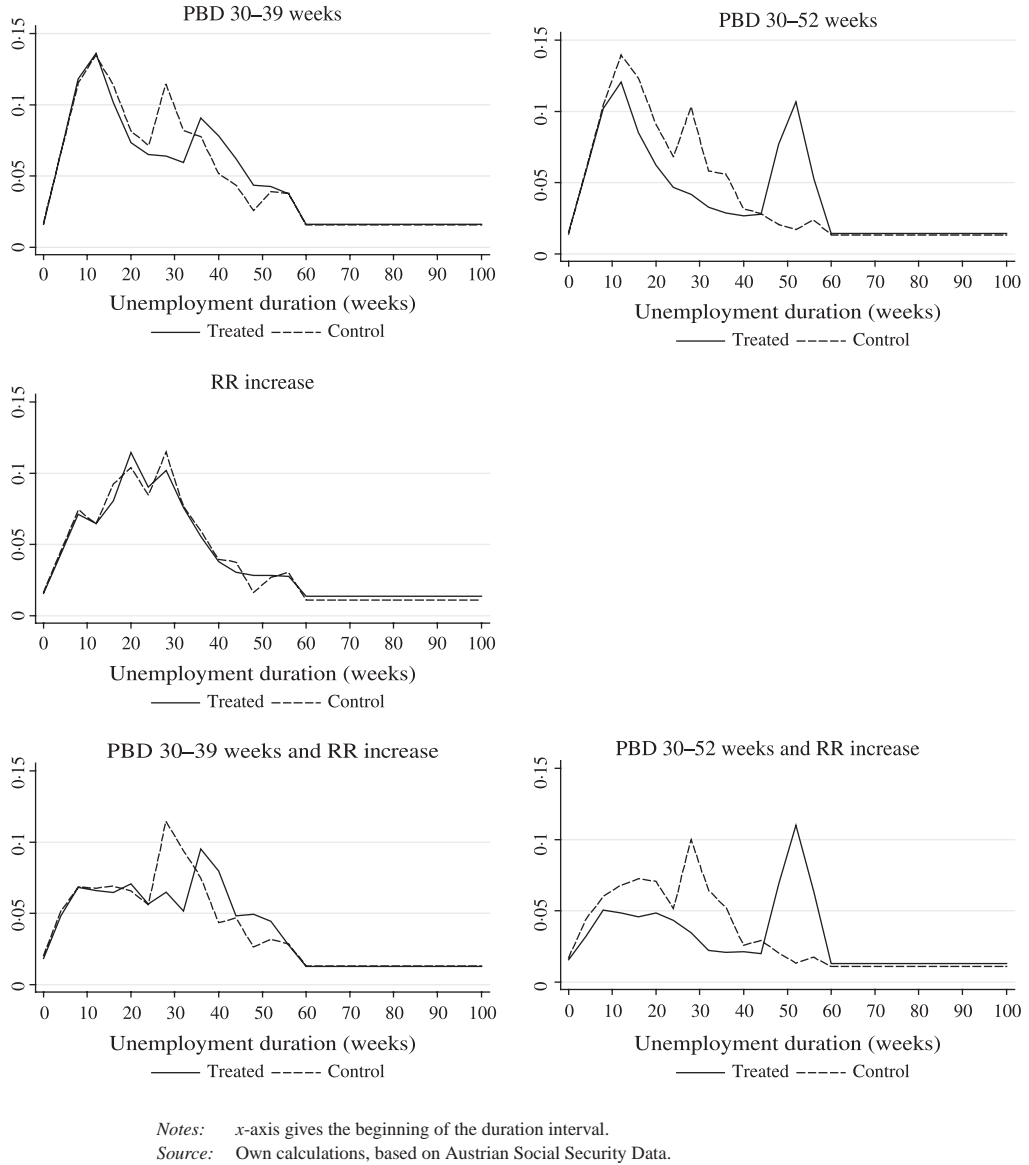 PBD 30–39 weeks
0·15
0·1
0·05
0
0 10 20 30 40 50 60 70 80 90 100
Unemployment duration (weeks)
Treated Control
PBD 30–52 weeks
0·15
0·1
0·05
0
0 10 20 30 40 50 60 70 80 90 100
Unemployment duration (weeks)
Treated Control
RR increase
0·15
0·1
0·05
0
0 10 20 30 40 50 60 70 80 90 100
Unemployment duration (weeks)
Treated Control
PBD 30–39 weeks and RR increase
0·15
0·1
0·05
0
0 10 20 30 40 50 60 70 80 90 100
Unemployment duration (weeks)
Treated Control
PBD 30–52 weeks and RR increase
0·15
0·1
0·05
0
0 10 20 30 40 50 60 70 80 90 100
Unemployment duration (weeks)
Treated Control
Notes: x-axis gives the beginning of the duration interval.
Source: Own calculations, based on Austrian Social Security Data.